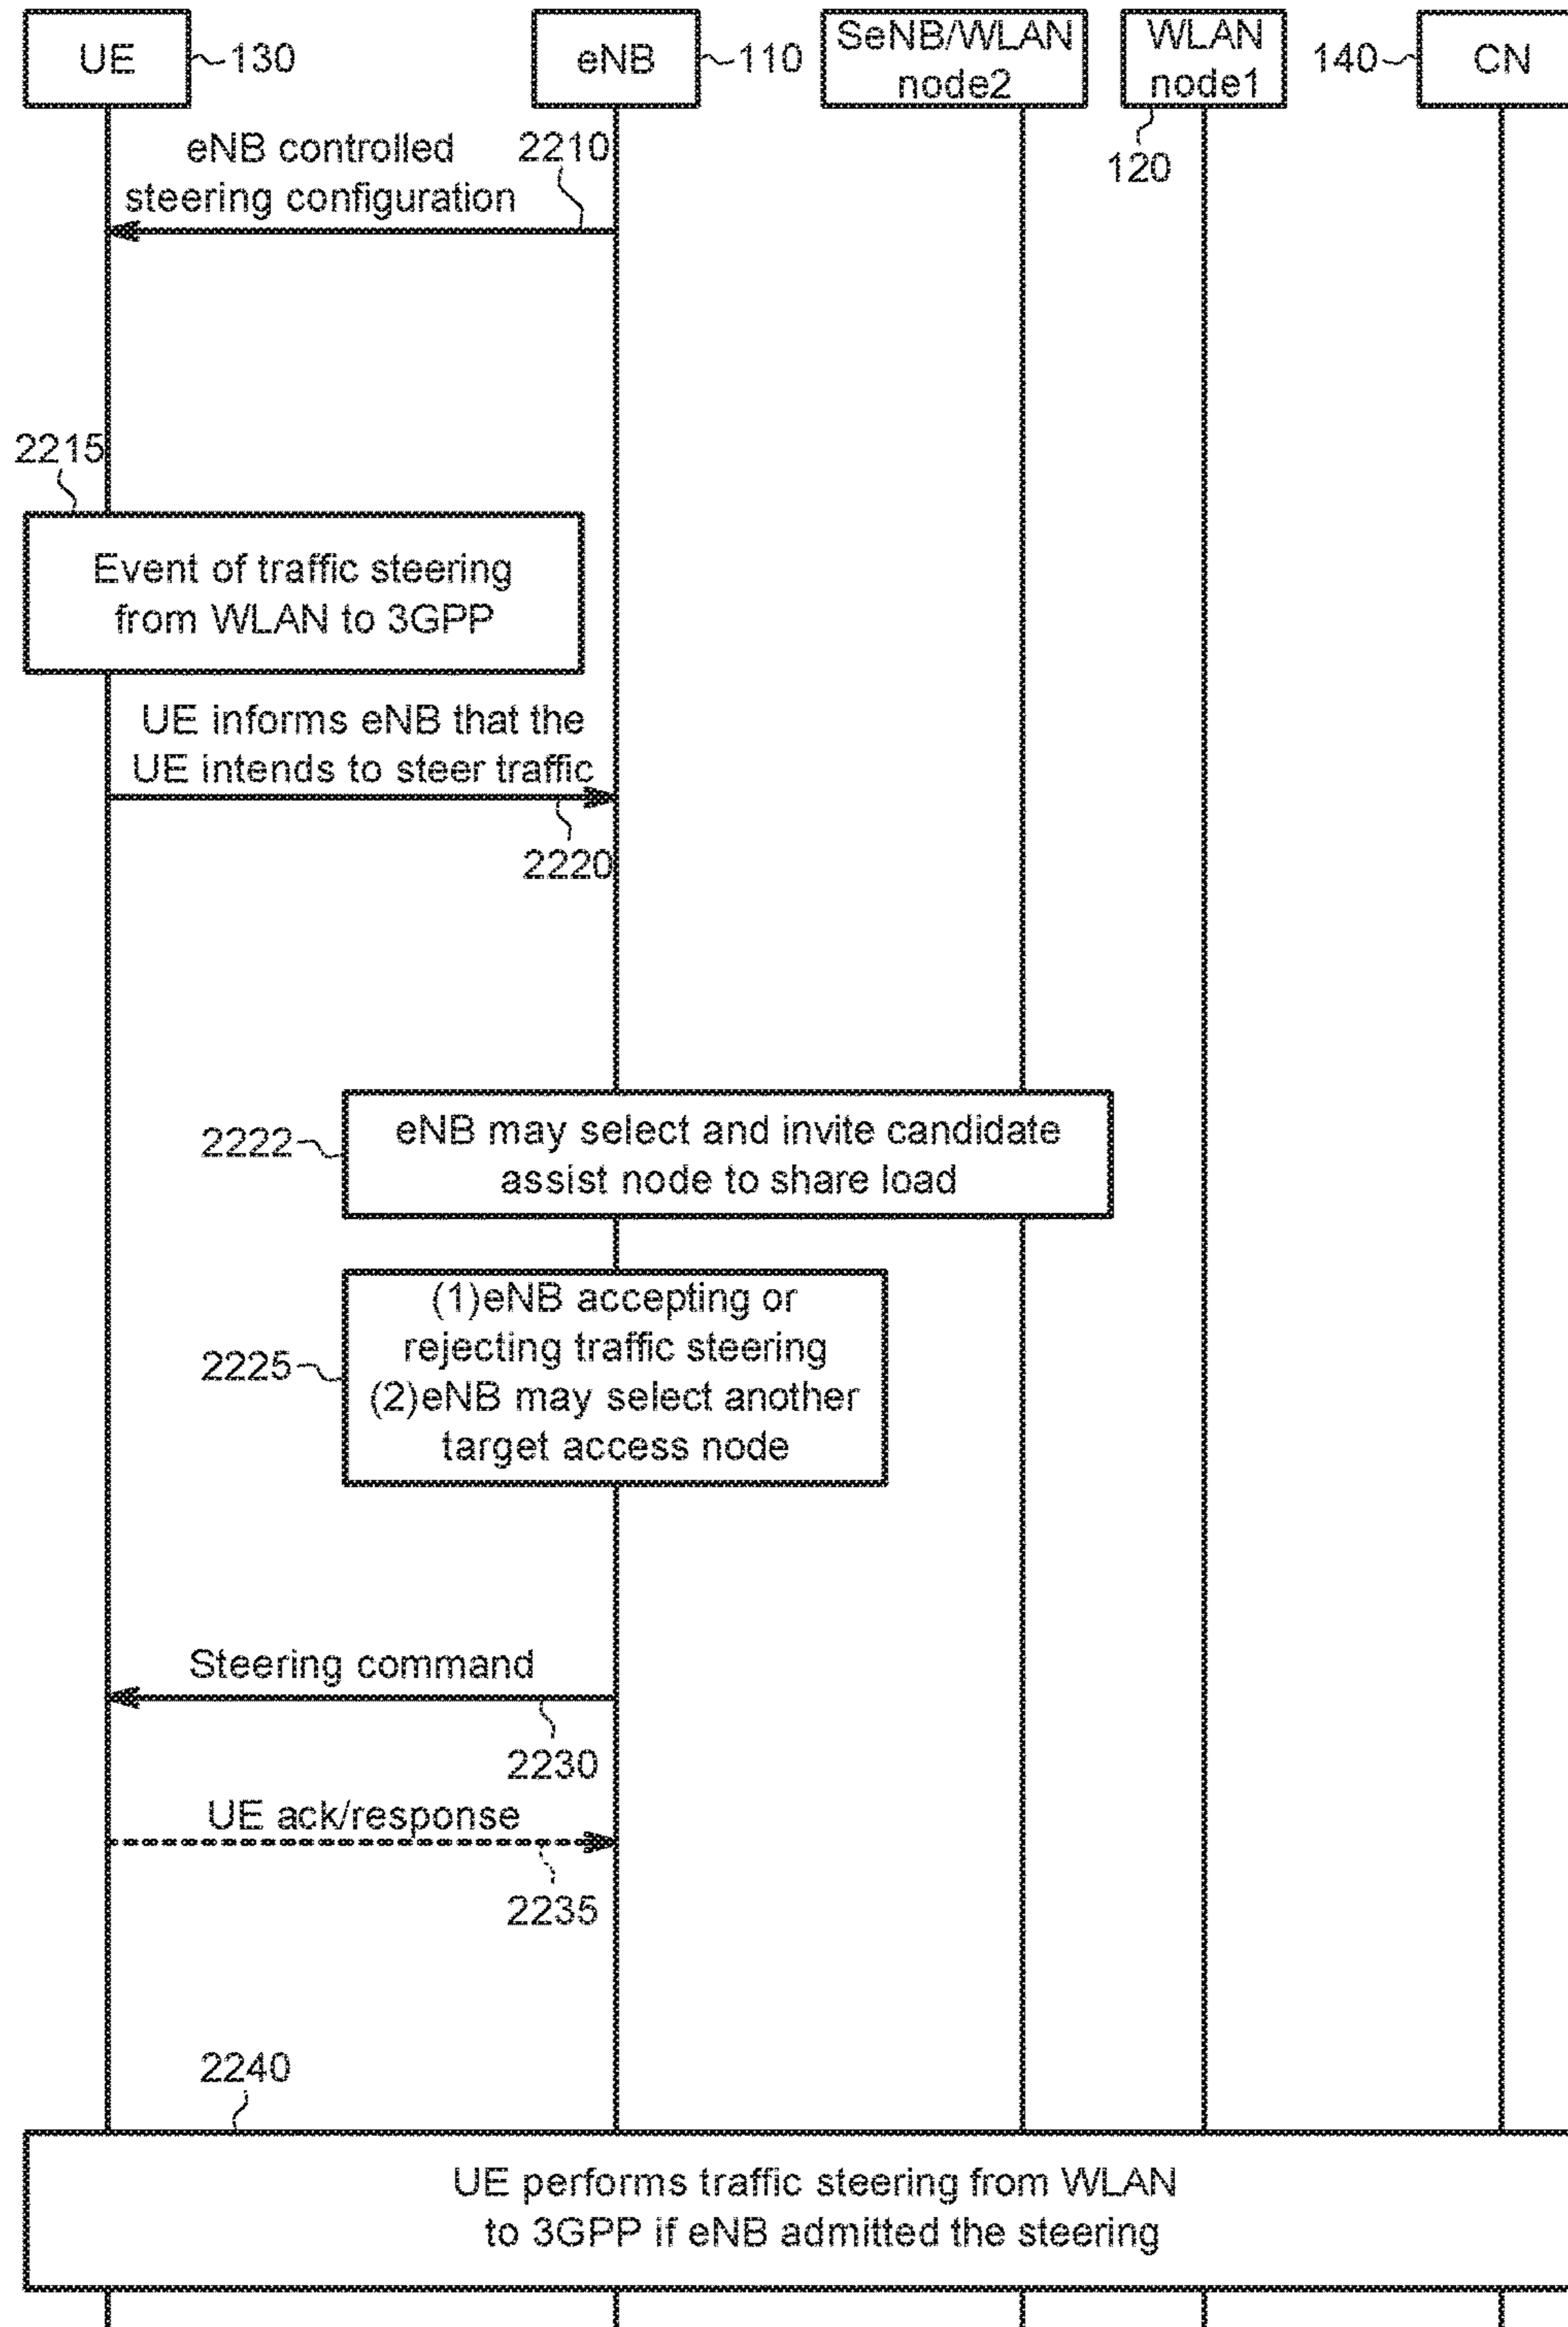 UE
130
eNB
110
SeNB/WLAN
node2
WLAN
node1
120
140
CN
eNB controlled
steering configuration
2210
2215
Event of traffic steering
from WLAN to 3GPP
UE informs eNB that the
UE intends to steer traffic
2220
2222
eNB may select and invite candidate
assist node to share load
2225
(1)eNB accepting or
rejecting traffic steering
(2)eNB may select another
target access node
Steering command
2230
UE ack/response
2235
2240
UE performs traffic steering from WLAN
to 3GPP if eNB admitted the steering